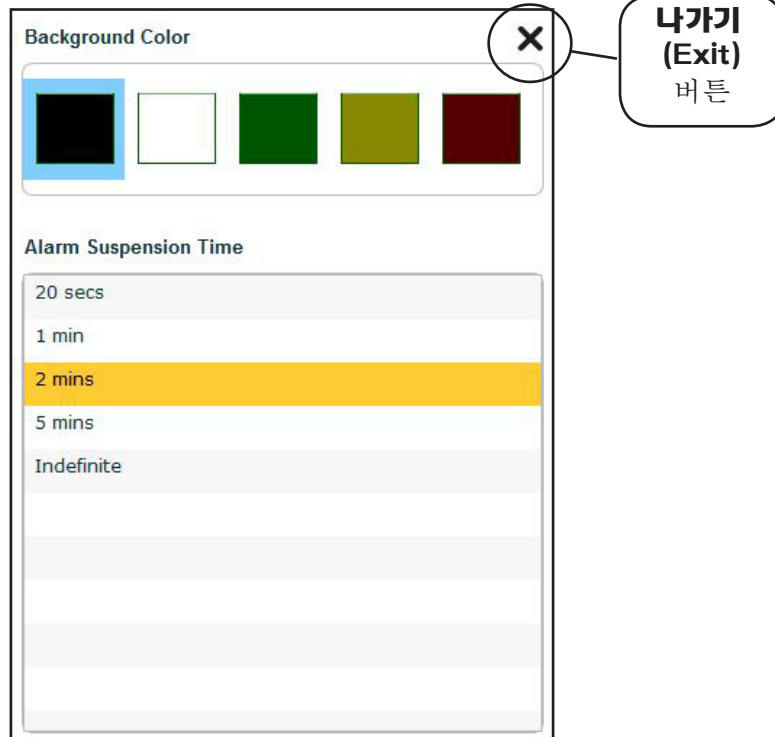 Background Color
나가기
(Exit)
버튼
Alarm Suspension Time
20 secs
1 min
2 mins
5 mins
Indefinite